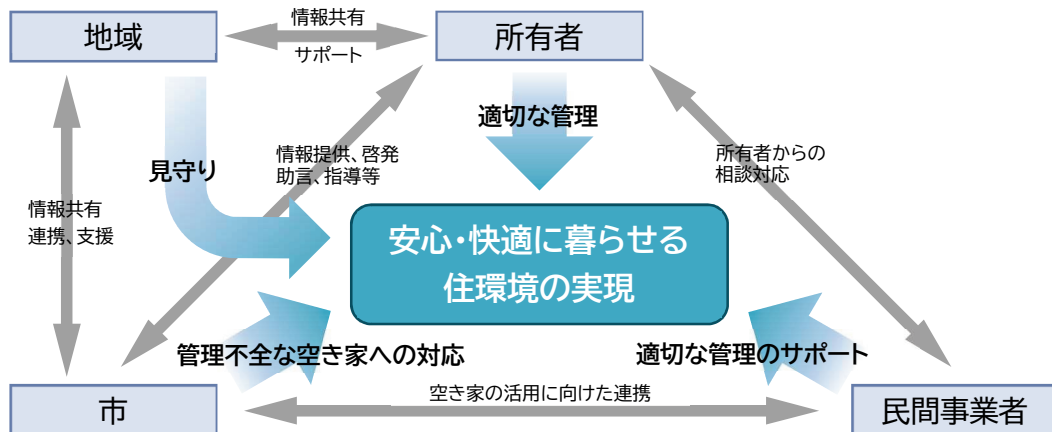 地域
情報共有
サポート
所有者
適切な管理
見守り
情報提供、啓発
助言、指導等
所有者からの
相談対応
情報共有
連携、支援
安心・快適に暮らせる
住環境の実現
管理不全な空き家への対応
適切な管理のサポート
市
空き家の活用に向けた連携
民間事業者